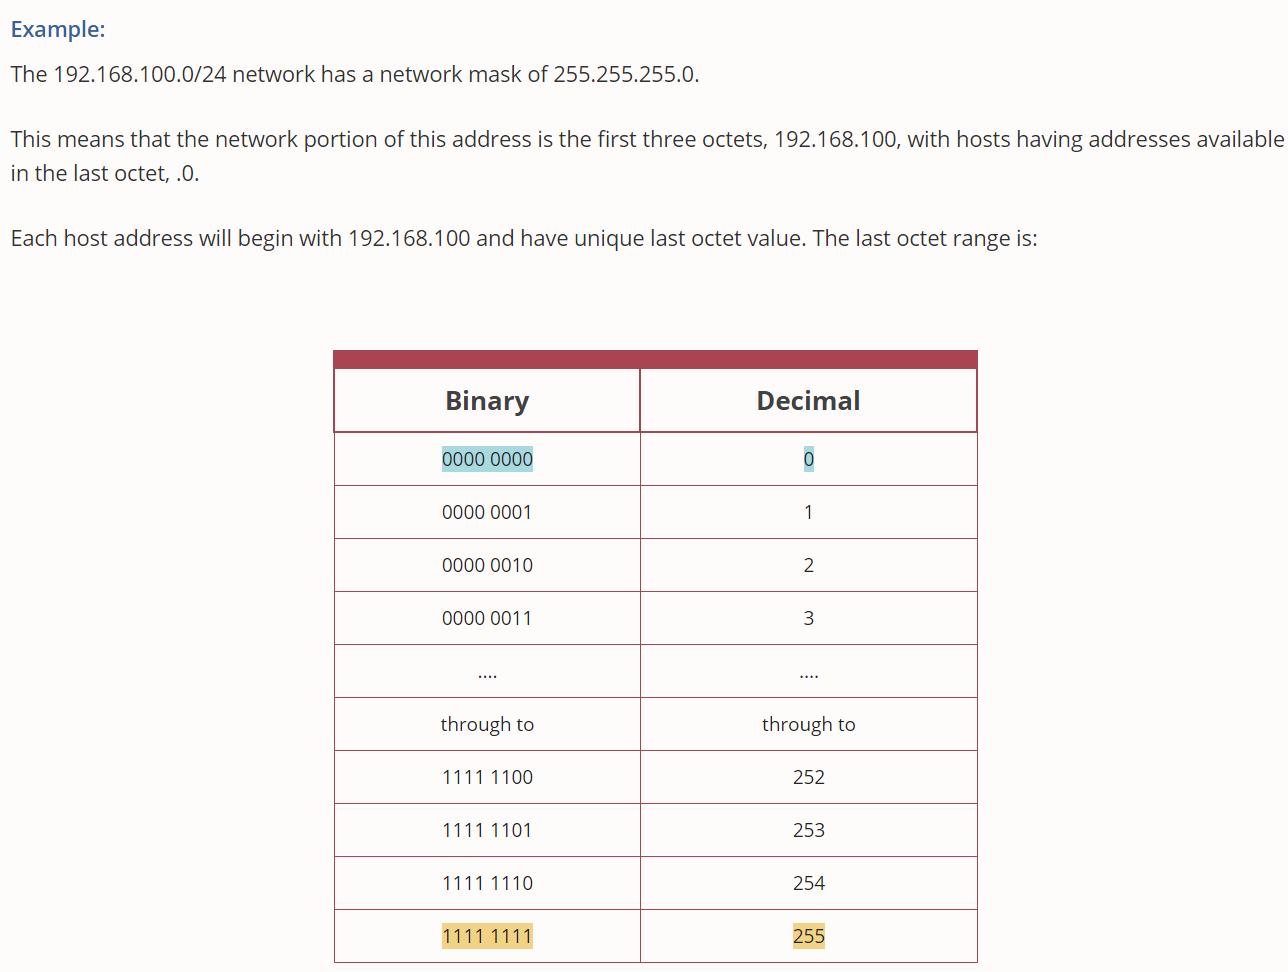 Example:
The 192.168.100.0/24 network has a network mask of 255.255.255.0.
This means that the network portion of this address is the first three octets, 192.168.100, with hosts having addresses available
in the last octet, .0.
Each host address will begin with 192.168.100 and have unique last octet value. The last octet range is:
Binary Decimal
0000 0000 0
0000 0001 1
0000 0010 2
0000 0011 3
.... ....
through to through to
1111 1100 252
1111 1101 253
1111 1110 254
1111 1111 255